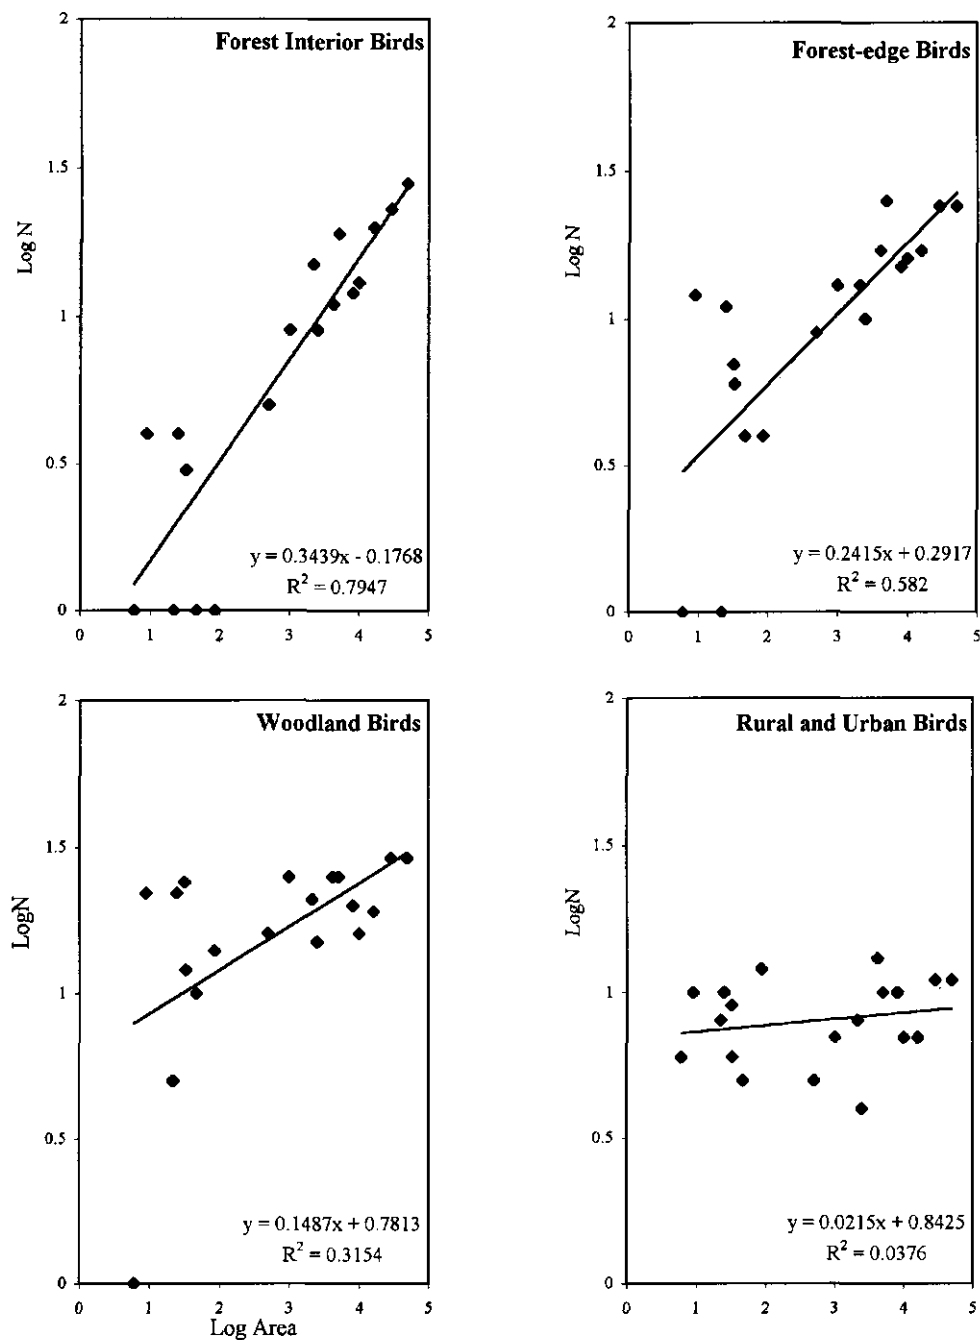 Forest Interior Birds
2
1.5
1
0.5
0
Log N
y = 0.3439x - 0.1768
R² = 0.7947
0 1 2 3 4 5
Forest-edge Birds
2
1.5
1
0.5
0
Log N
y = 0.2415x + 0.2917
R² = 0.582
0 1 2 3 4 5
Woodland Birds
2
1.5
1
0.5
0
LogN
y = 0.1487x + 0.7813
R² = 0.3154
0 1 2 3 4 5
Log Area
Rural and Urban Birds
2
1.5
1
0.5
0
LogN
y = 0.0215x + 0.8425
R² = 0.0376
0 1 2 3 4 5